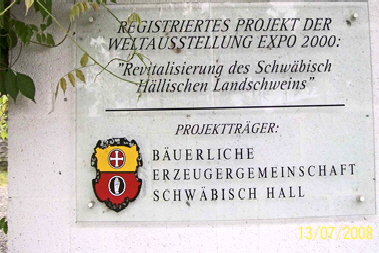 REGISTRIERTES PROJEKT DER
WELTAUSSTELLUNG EXPO 2000:
"Revitalisierung des Schwäbisch
Hällischen Landschweins"
PROJEKTTRÄGER:
BÄUERLICHE
ERZEUGERGEMEINSCHAFT
SCHWÄBISCH HALL
13/07/2008